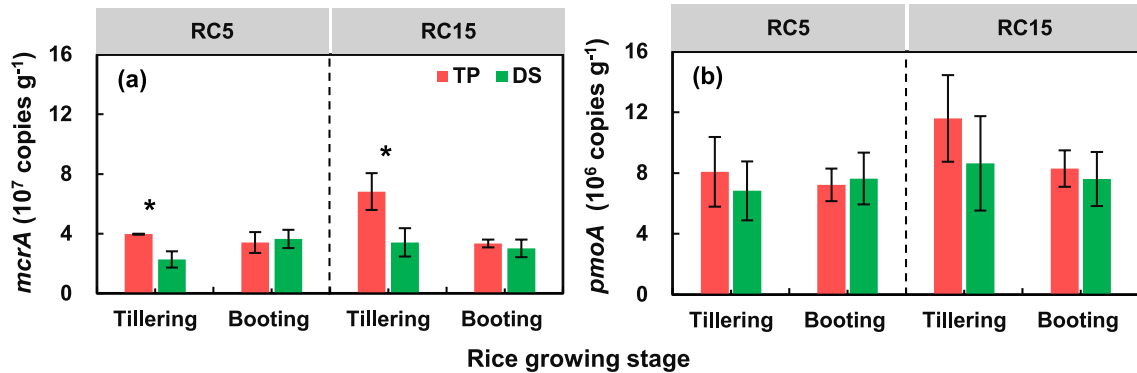 RC5 RC15
16
12
8
4
0
mcrA (10⁷ copies g⁻¹)
(a)
TP DS
*
*
Tillering Booting Tillering Booting
RC5 RC15
16
12
8
4
0
pmoA (10⁶ copies g⁻¹)
(b)
Tillering Booting Tillering Booting
Rice growing stage